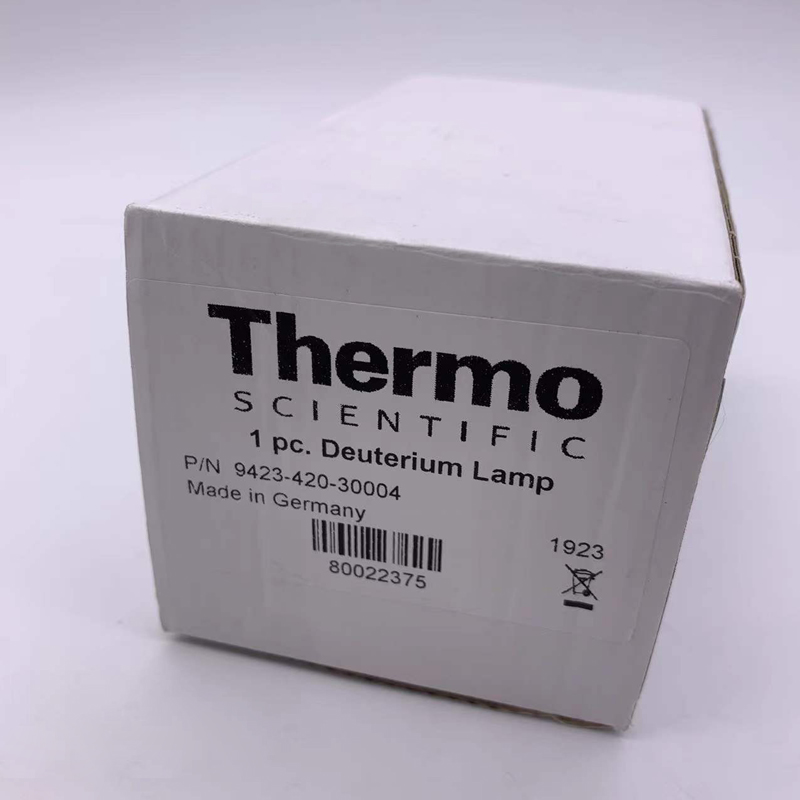 Thermo
SCIENTIFIC
1 pc. Deuterium Lamp
P/N 9423-420-30004
Made in Germany
80022375
1923